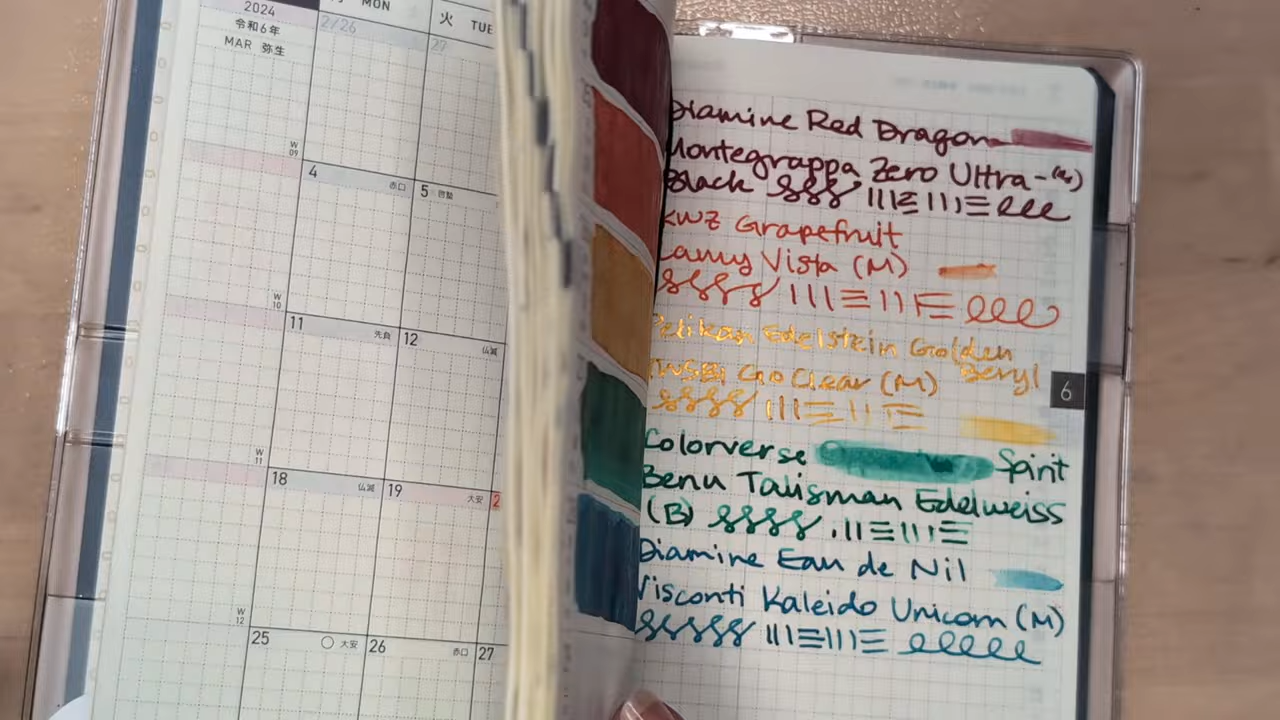 2024
令和6年
MAR 弥生
MON
火 TUE
2/26
27
W 09
4 赤口
5 啓蟄
W 10
11 先負
12 仏滅
W 11
18 仏滅
19 大安
2
W 12
25 大安
26 赤口
27
Diamine Red Dragon
Montegrappa Zero Ultra-
Black
KWZ Grapefruit
Lamy Vista (M)
Pelikan Edelstein Golden
Beryl
TWSBI Go Clear (M)
6
Colorverse Spirit
Benu Talisman Edelweiss
(B)
Diamine Eau de Nil
Visconti Kaleido Unicorn (M)